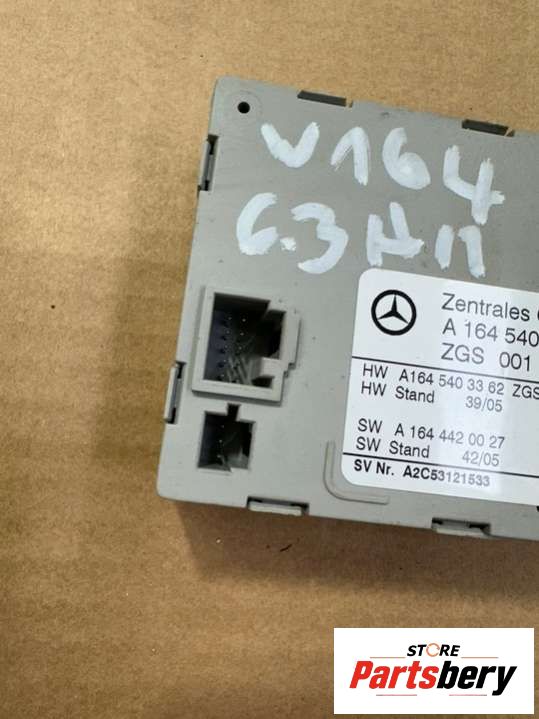 W164
6.3 НП
Zentrales
A 164 540
ZGS 001
HW A164 540 33 62 ZGS
HW Stand 39/05
SW A 164 442 00 27
SW Stand 42/05
SV Nr. A2C53121533
STORE
Partsbery